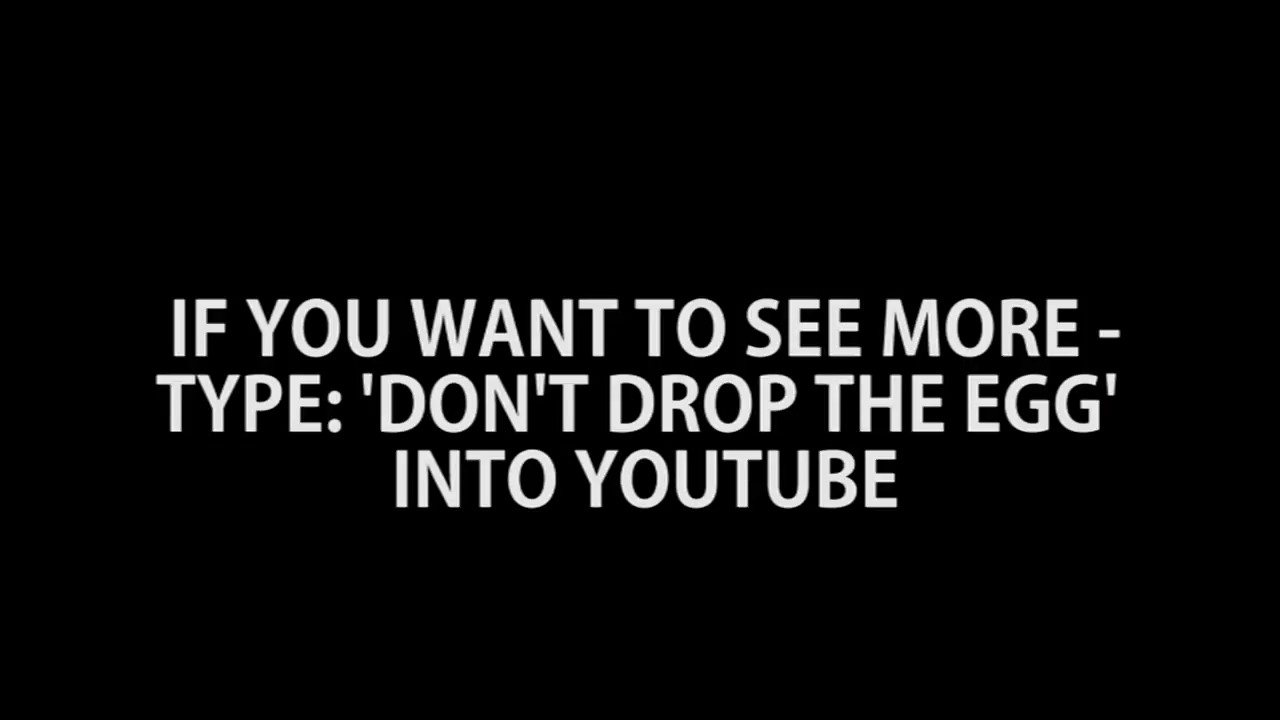 IF YOU WANT TO SEE MORE -
TYPE: 'DON'T DROP THE EGG'
INTO YOUTUBE